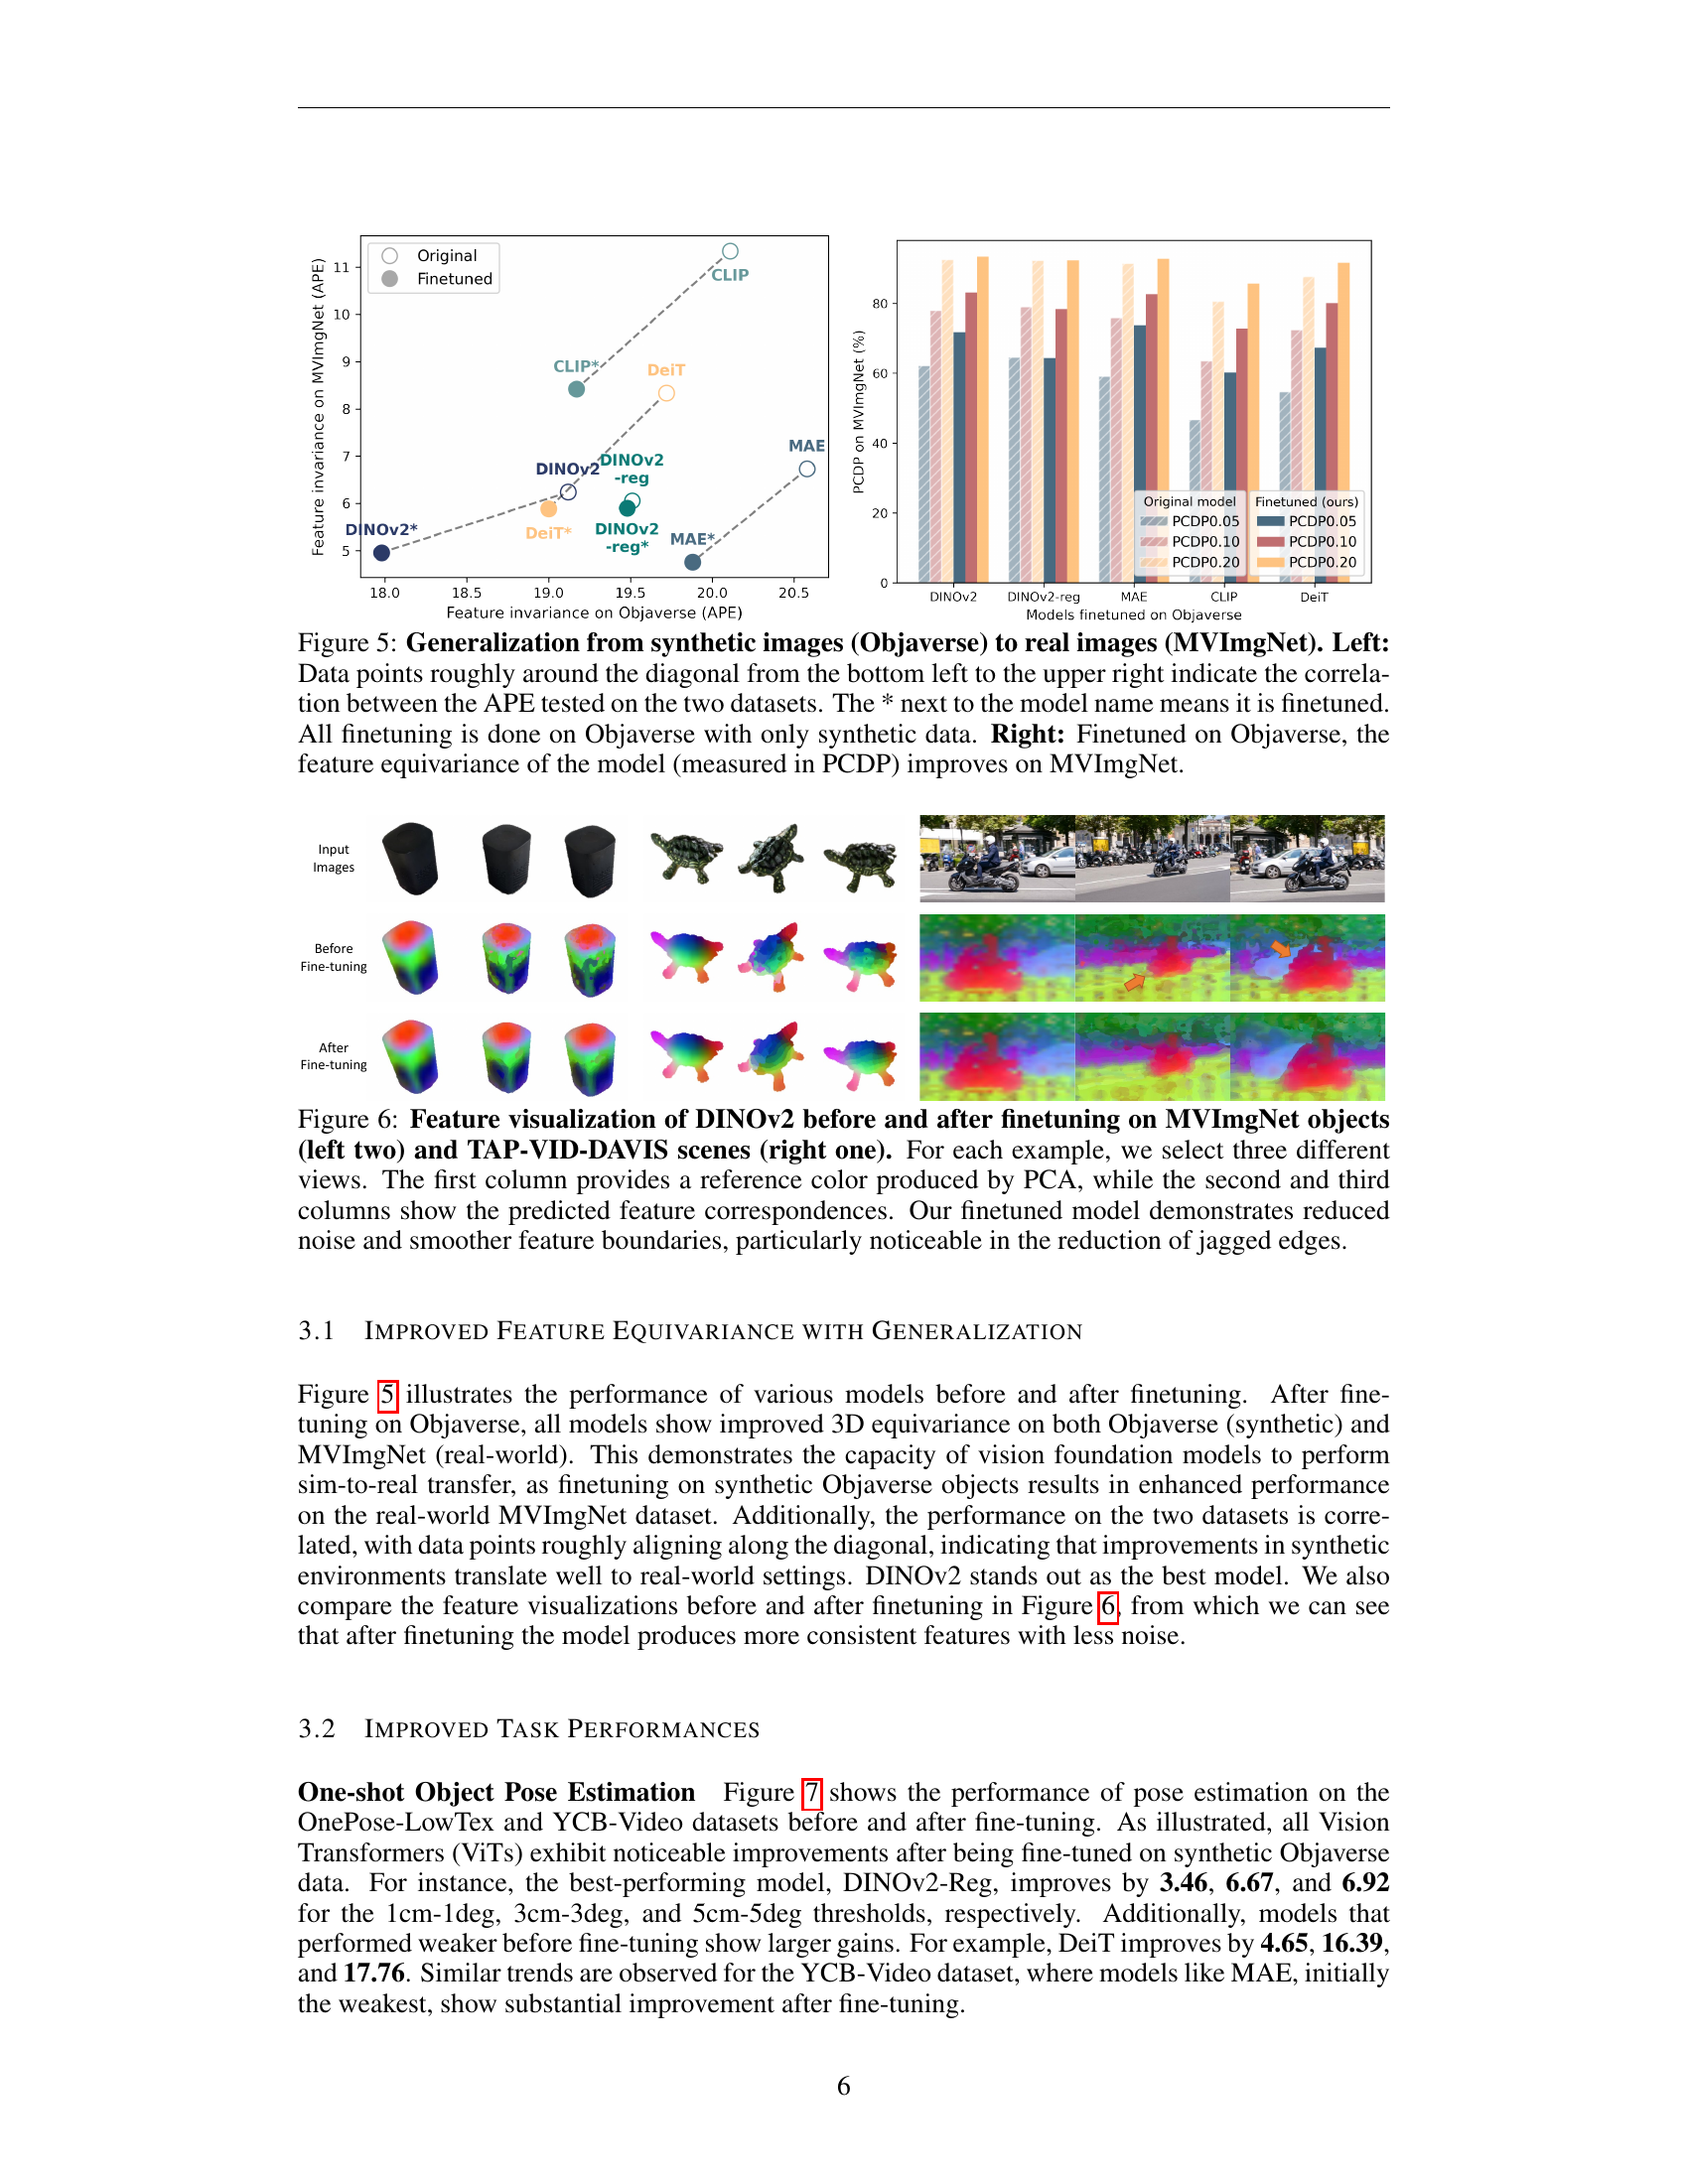 Original
Finetuned
CLIP
CLIP*
DeiT
MAE
DINOv2
DINOv2
-reg
DeiT*
DINOv2
-reg*
MAE*
DINOv2*
11
10
9
8
7
6
5
18.0 18.5 19.0 19.5 20.0 20.5
Feature invariance on Objaverse (APE)
Feature invariance on MVImgNet (APE)
PCDP on MVImgNet (%)
80
60
40
20
0
Original model
PCDP0.05
PCDP0.10
PCDP0.20
Finetuned (ours)
PCDP0.05
PCDP0.10
PCDP0.20
DINOv2 DINOv2-reg MAE CLIP DeiT
Models finetuned on Objaverse
Figure 5: Generalization from synthetic images (Objaverse) to real images (MVImgNet). Left:
Data points roughly around the diagonal from the bottom left to the upper right indicate the correla-
tion between the APE tested on the two datasets. The * next to the model name means it is finetuned.
All finetuning is done on Objaverse with only synthetic data. Right: Finetuned on Objaverse, the
feature equivariance of the model (measured in PCDP) improves on MVImgNet.
Input
Images
Before
Fine-tuning
After
Fine-tuning
Figure 6: Feature visualization of DINOv2 before and after finetuning on MVImgNet objects
(left two) and TAP-VID-DAVIS scenes (right one). For each example, we select three different
views. The first column provides a reference color produced by PCA, while the second and third
columns show the predicted feature correspondences. Our finetuned model demonstrates reduced
noise and smoother feature boundaries, particularly noticeable in the reduction of jagged edges.
3.1 IMPROVED FEATURE EQUIVARIANCE WITH GENERALIZATION
Figure 5 illustrates the performance of various models before and after finetuning. After fine-
tuning on Objaverse, all models show improved 3D equivariance on both Objaverse (synthetic) and
MVImgNet (real-world). This demonstrates the capacity of vision foundation models to perform
sim-to-real transfer, as finetuning on synthetic Objaverse objects results in enhanced performance
on the real-world MVImgNet dataset. Additionally, the performance on the two datasets is corre-
lated, with data points roughly aligning along the diagonal, indicating that improvements in synthetic
environments translate well to real-world settings. DINOv2 stands out as the best model. We also
compare the feature visualizations before and after finetuning in Figure 6, from which we can see
that after finetuning the model produces more consistent features with less noise.
3.2 IMPROVED TASK PERFORMANCES
One-shot Object Pose Estimation Figure 7 shows the performance of pose estimation on the
OnePose-LowTex and YCB-Video datasets before and after fine-tuning. As illustrated, all Vision
Transformers (ViTs) exhibit noticeable improvements after being fine-tuned on synthetic Objaverse
data. For instance, the best-performing model, DINOv2-Reg, improves by 3.46, 6.67, and 6.92
for the 1cm-1deg, 3cm-3deg, and 5cm-5deg thresholds, respectively. Additionally, models that
performed weaker before fine-tuning show larger gains. For example, DeiT improves by 4.65, 16.39,
and 17.76. Similar trends are observed for the YCB-Video dataset, where models like MAE, initially
the weakest, show substantial improvement after fine-tuning.
6